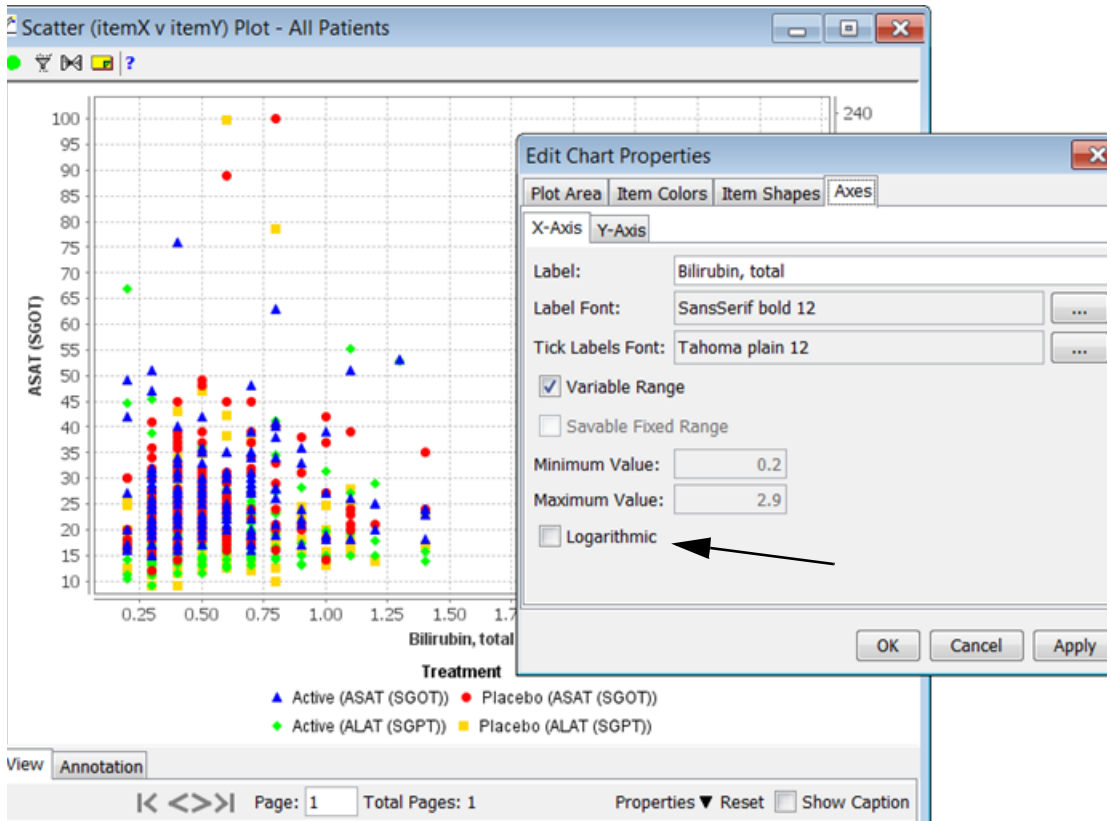 Scatter (itemX v itemY) Plot - All Patients
?
100
95
90
85
80
75
70
65
60
55
50
45
40
35
30
25
20
15
10
ASAT (SGOT)
240
0.25 0.50 0.75 1.00 1.25 1.50 1.7
Bilirubin, total
Treatment
Active (ASAT (SGOT)) Placebo (ASAT (SGOT))
Active (ALAT (SGPT)) Placebo (ALAT (SGPT))
Edit Chart Properties
Plot Area Item Colors Item Shapes Axes
X-Axis Y-Axis
Label: Bilirubin, total
Label Font: SansSerif bold 12 ...
Tick Labels Font: Tahoma plain 12 ...
Variable Range
Savable Fixed Range
Minimum Value: 0.2
Maximum Value: 2.9
Logarithmic
OK Cancel Apply
View Annotation
Page: 1 Total Pages: 1 Properties ▼ Reset Show Caption